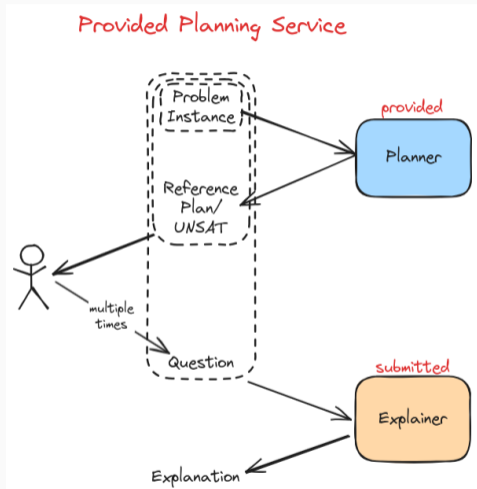 Provided Planning Service
Problem
Instance
provided
Planner
Reference
Plan/
UNSAT
multiple
times
Question
submitted
Explainer
Explanation